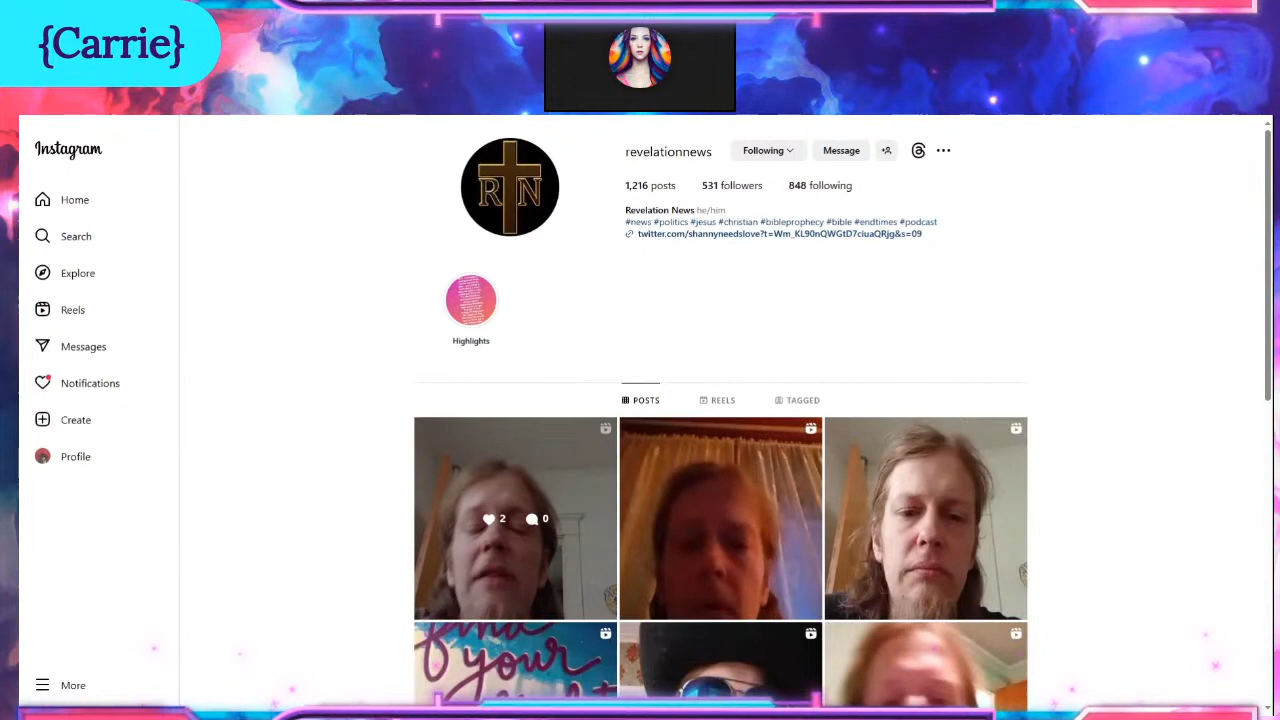 {Carrie}
Instagram
Home
Search
Explore
Reels
Messages
Notifications
Create
Profile
More
revelationnews Following Message
1,216 posts 531 followers 848 following
Revelation News he/him
#news #politics #jesus #christian #bibleprophecy #bible #endtimes #podcast
twitter.com/shannyneedslove?t=Wm_KL90nQWGtD7ciuaQRjg&s=09
R N
Highlights
POSTS REELS TAGGED
2 0
find
your